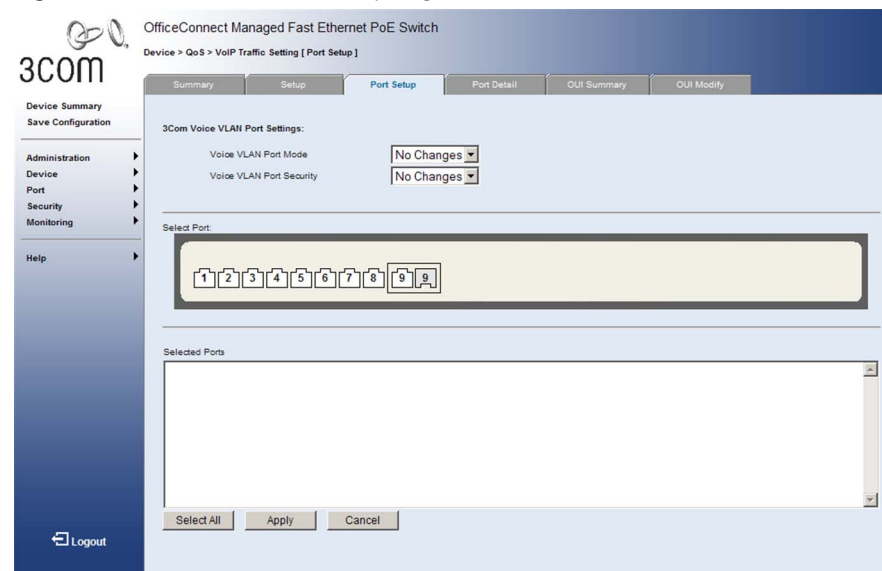 OfficeConnect Managed Fast Ethernet PoE Switch
Device > QoS > VoIP Traffic Setting [ Port Setup ]
3COM
Summary Setup Port Setup Port Detail OUI Summary OUI Modify
Device Summary
Save Configuration
Administration
Device
Port
Security
Monitoring
Help
Logout
3Com Voice VLAN Port Settings:
Voice VLAN Port Mode No Changes
Voice VLAN Port Security No Changes
Select Port:
1 2 3 4 5 6 7 8 9 9
Selected Ports
Select All Apply Cancel